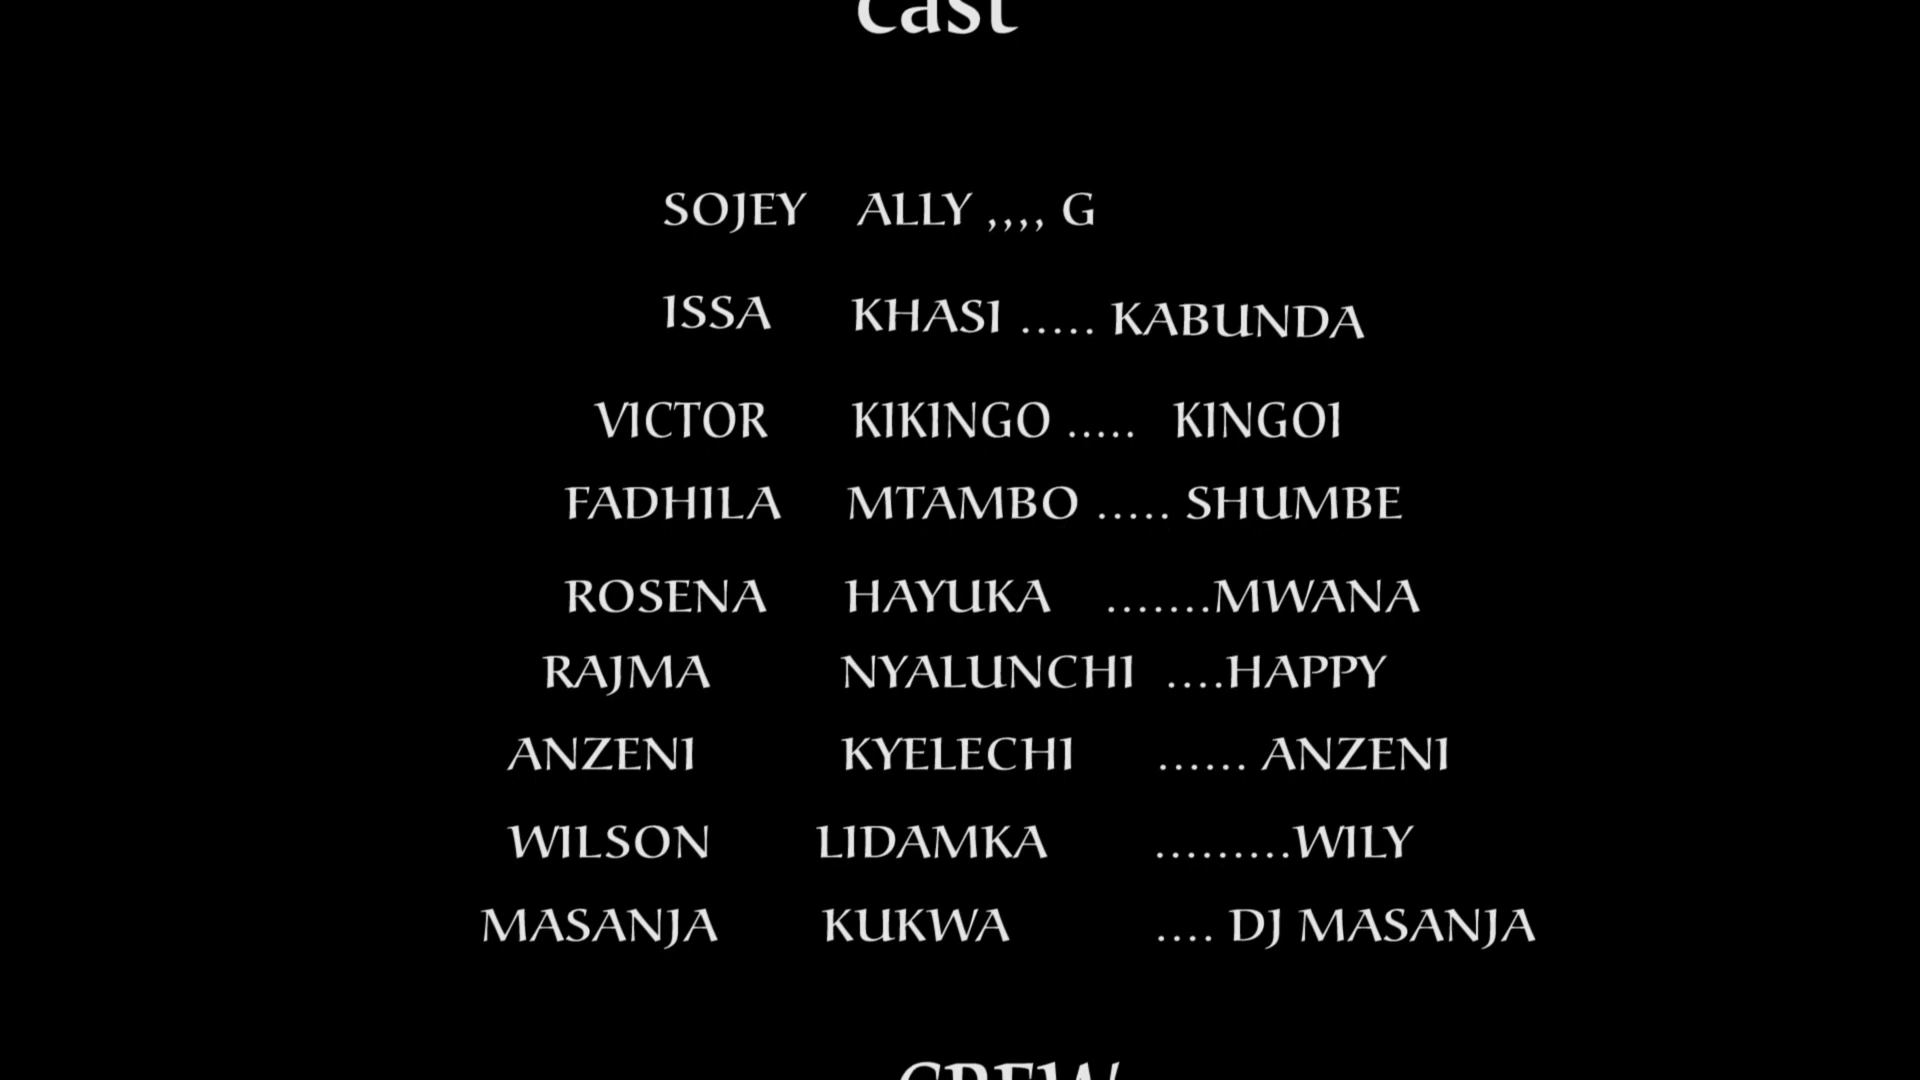 Cast
SOJEY ALLY ,,,, G
ISSA KHASI ..... KABUNDA
VICTOR KIKINGO ..... KINGOI
FADHILA MTAMBO ..... SHUMBE
ROSENA HAYUKA .......MWANA
RAJMA NYALUNCHI ....HAPPY
ANZENI KYELECHI ...... ANZENI
WILSON LIDAMKA .........WILY
MASANJA KUKWA .... DJ MASANJA
CREW